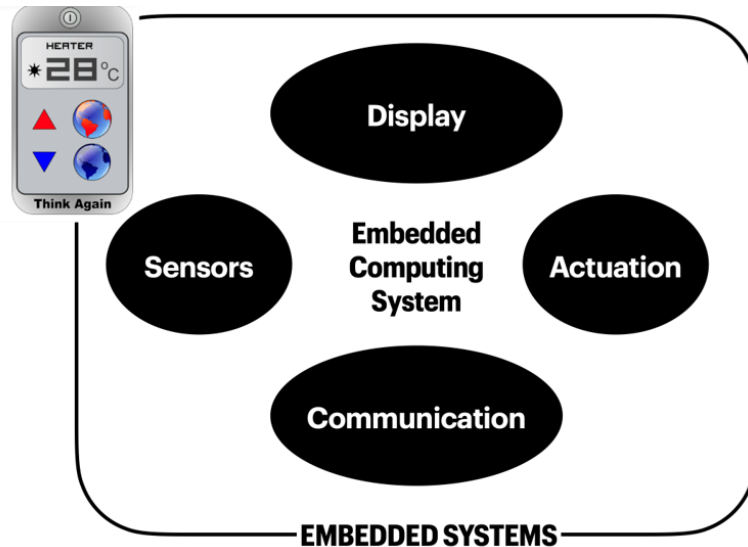 HEATER
28°C
Think Again
Display
Sensors
Embedded
Computing
System
Actuation
Communication
EMBEDDED SYSTEMS